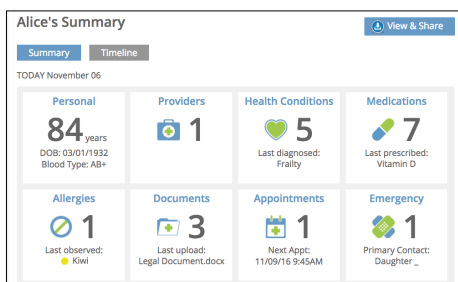 Alice's Summary
View & Share
Summary Timeline
TODAY November 06
Personal
84 years
DOB: 03/01/1932
Blood Type: AB+
Providers
1
Health Conditions
5
Last diagnosed:
Frailty
Medications
7
Last prescribed:
Vitamin D
Allergies
1
Last observed:
Kiwi
Documents
3
Last upload:
Legal Document.docx
Appointments
1
Next Appt:
11/09/16 9:45AM
Emergency
1
Primary Contact:
Daughter _